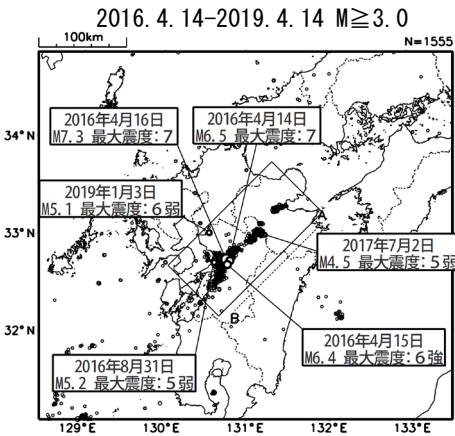 2016.4.14-2019.4.14 M≧3.0
100km
N=1555
34°N
33°N
32°N
2016年4月16日
M7.3 最大震度:7
2016年4月14日
M6.5 最大震度:7
2019年1月3日
M5.1 最大震度:6弱
A
2017年7月2日
M4.5 最大震度:5弱
B
2016年4月15日
M6.4 最大震度:6強
2016年8月31日
M5.2 最大震度:5弱
129°E
130°E
131°E
132°E
133°E